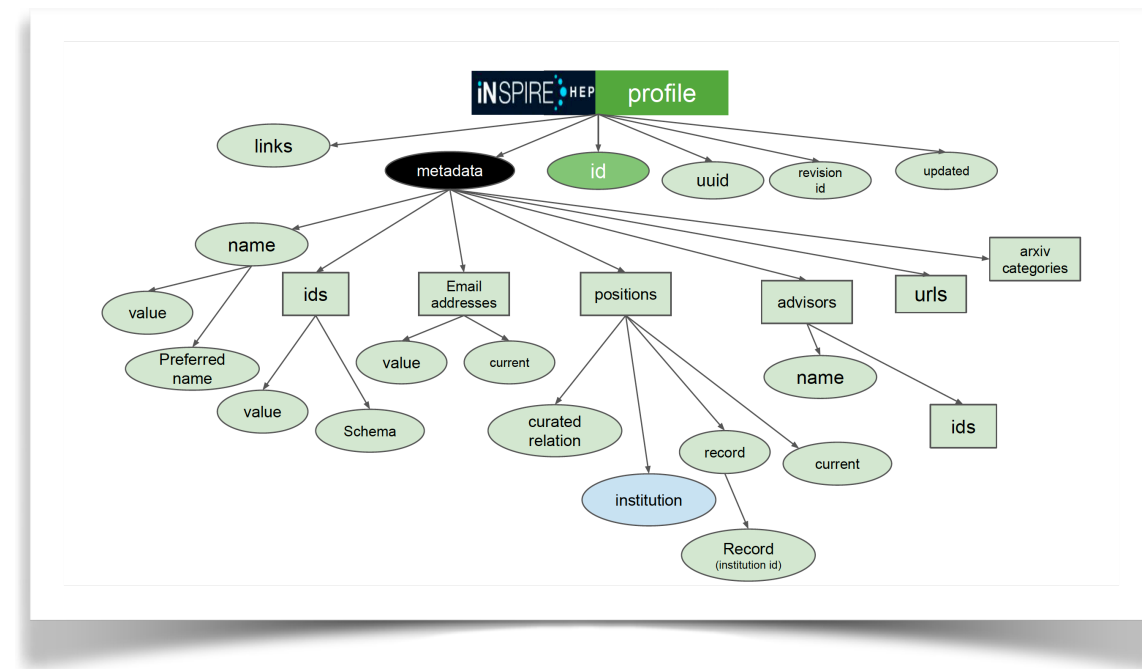 iNSPIRE HEP profile
links
metadata
id
uuid
revision
id
updated
name
ids
Email
addresses
positions
advisors
urls
arxiv
categories
value
Preferred
name
value
Schema
value
current
curated
relation
institution
record
current
Record
(institution id)
name
ids